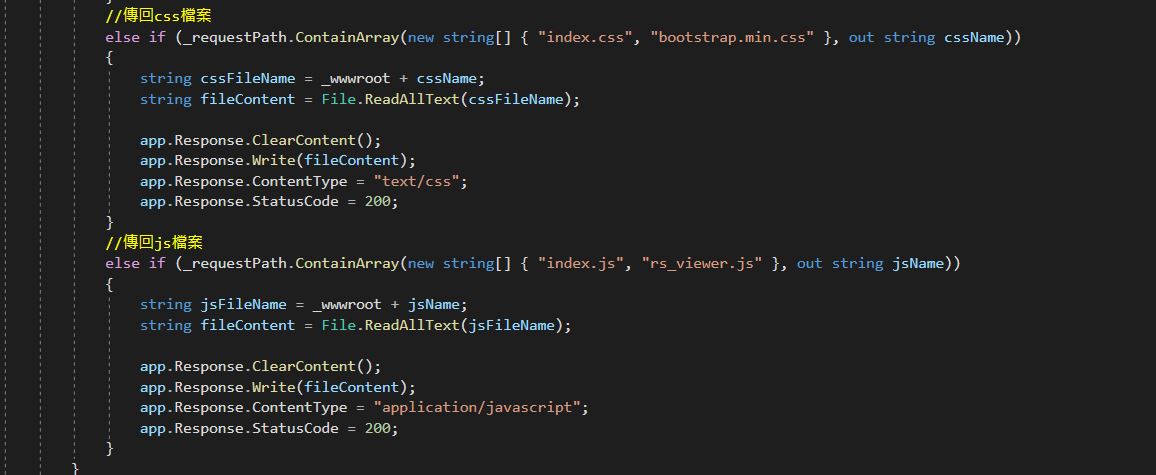 }
//傳回css檔案
else if (_requestPath.ContainArray(new string[] { "index.css", "bootstrap.min.css" }, out string cssName))
{
string cssFileName = _wwwroot + cssName;
string fileContent = File.ReadAllText(cssFileName);
app.Response.ClearContent();
app.Response.Write(fileContent);
app.Response.ContentType = "text/css";
app.Response.StatusCode = 200;
}
//傳回js檔案
else if (_requestPath.ContainArray(new string[] { "index.js", "rs_viewer.js" }, out string jsName))
{
string jsFileName = _wwwroot + jsName;
string fileContent = File.ReadAllText(jsFileName);
app.Response.ClearContent();
app.Response.Write(fileContent);
app.Response.ContentType = "application/javascript";
app.Response.StatusCode = 200;
}
}